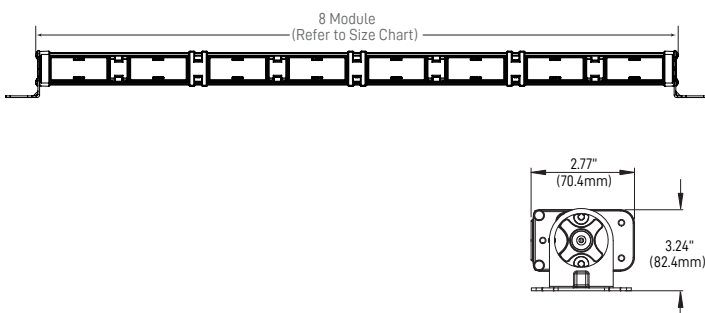 8 Module
(Refer to Size Chart)
2.77"
(70.4mm)
3.24"
(82.4mm)